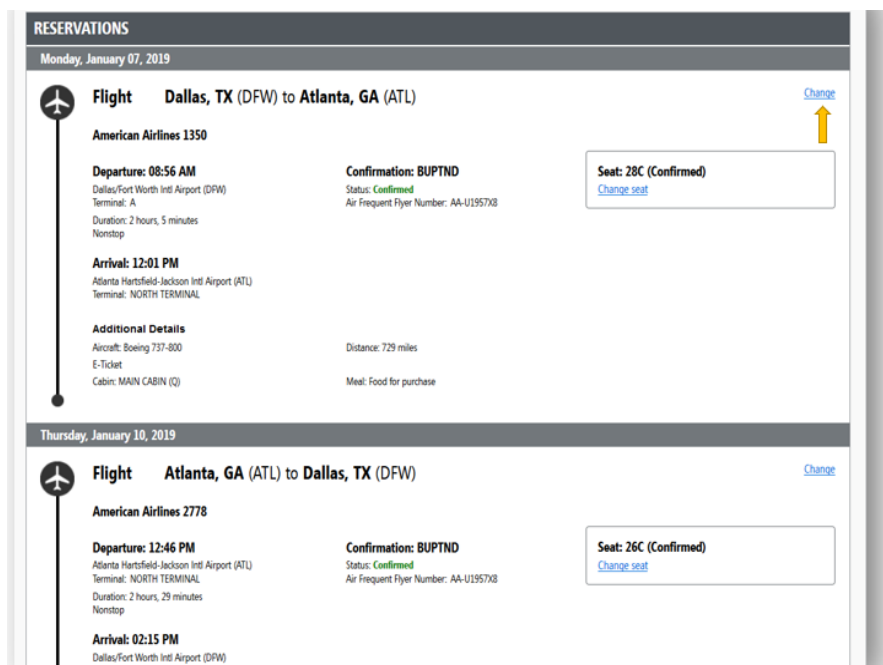 RESERVATIONS
Monday, January 07, 2019
Flight Dallas, TX (DFW) to Atlanta, GA (ATL)
Change
American Airlines 1350
Departure: 08:56 AM
Confirmation: BUPTND
Seat: 28C (Confirmed)
Dallas/Fort Worth Intl Airport (DFW)
Status: Confirmed
Change seat
Terminal: A
Air Frequent Flyer Number: AA-U1957X8
Duration: 2 hours, 5 minutes
Nonstop
Arrival: 12:01 PM
Atlanta Hartsfield-Jackson Intl Airport (ATL)
Terminal: NORTH TERMINAL
Additional Details
Aircraft: Boeing 737-800
Distance: 729 miles
E-Ticket
Cabin: MAIN CABIN (Q)
Meal: Food for purchase
Thursday, January 10, 2019
Flight Atlanta, GA (ATL) to Dallas, TX (DFW)
Change
American Airlines 2778
Departure: 12:46 PM
Confirmation: BUPTND
Seat: 26C (Confirmed)
Atlanta Hartsfield-Jackson Intl Airport (ATL)
Status: Confirmed
Change seat
Terminal: NORTH TERMINAL
Air Frequent Flyer Number: AA-U1957X8
Duration: 2 hours, 29 minutes
Nonstop
Arrival: 02:15 PM
Dallas/Fort Worth Intl Airport (DFW)